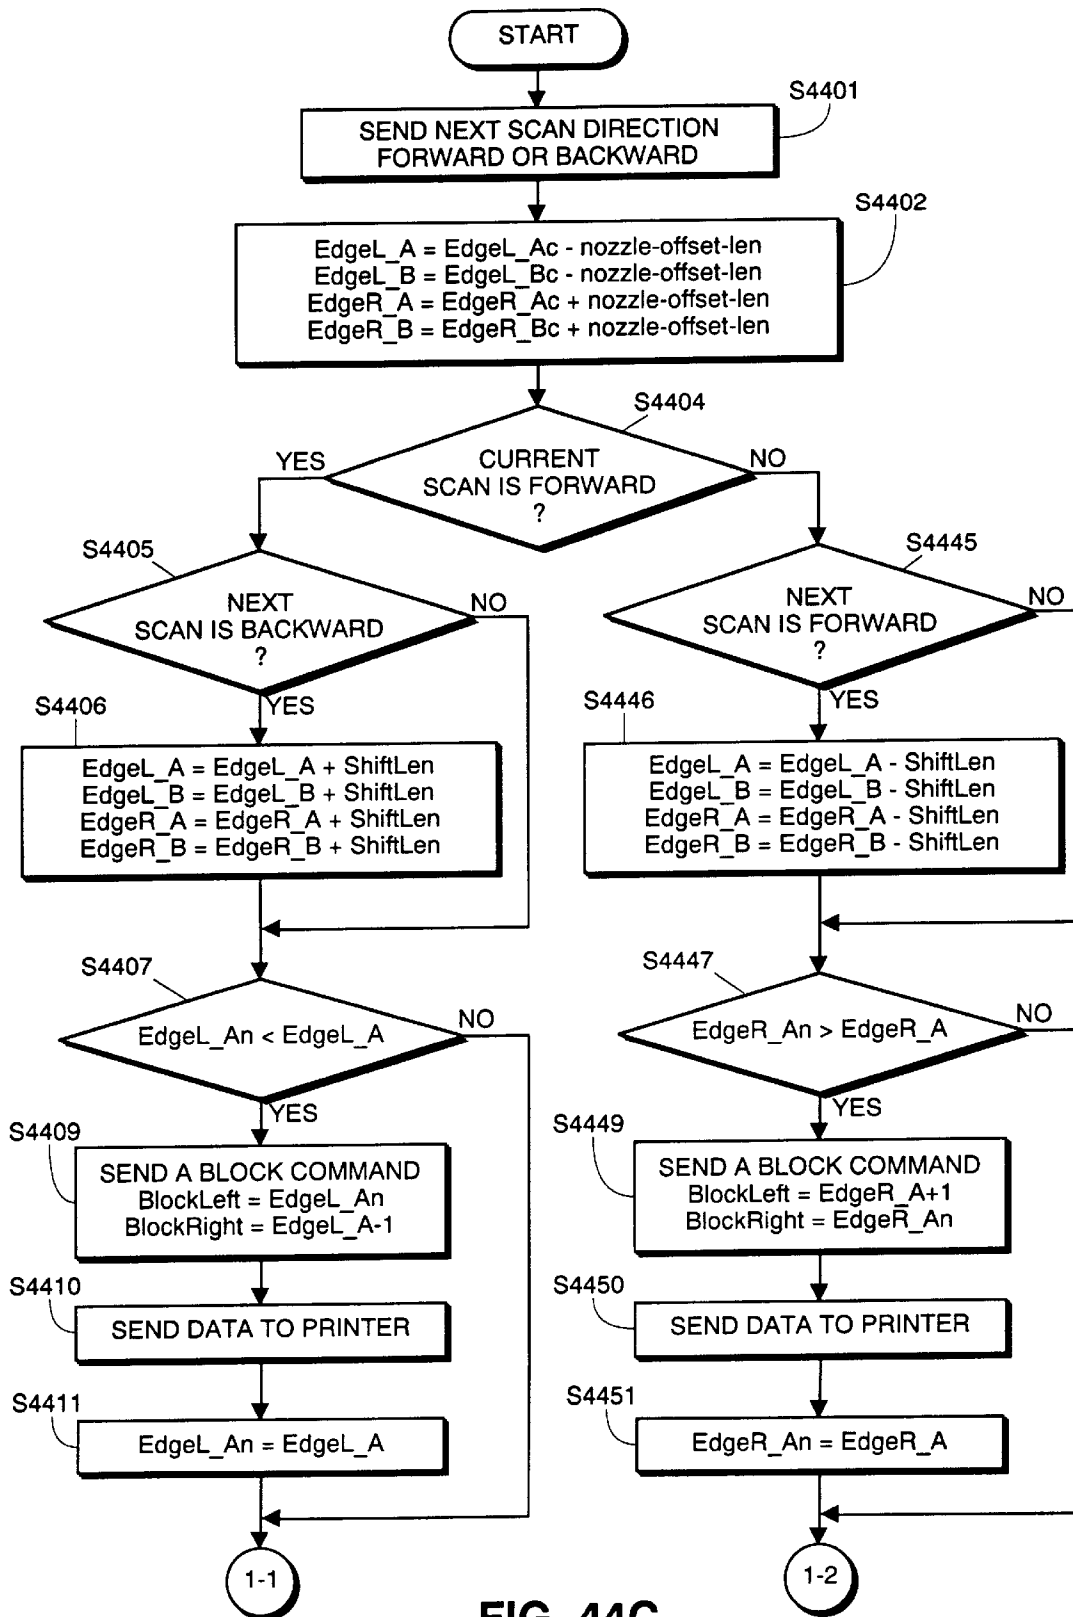 START
S4401
SEND NEXT SCAN DIRECTION
FORWARD OR BACKWARD
S4402
EdgeL_A = EdgeL_Ac - nozzle-offset-len
EdgeL_B = EdgeL_Bc - nozzle-offset-len
EdgeR_A = EdgeR_Ac + nozzle-offset-len
EdgeR_B = EdgeR_Bc + nozzle-offset-len
S4404
CURRENT
SCAN IS FORWARD
?
YES
NO
S4405
NEXT
SCAN IS BACKWARD
?
NO
YES
S4445
NEXT
SCAN IS FORWARD
?
NO
YES
S4406
EdgeL_A = EdgeL_A + ShiftLen
EdgeL_B = EdgeL_B + ShiftLen
EdgeR_A = EdgeR_A + ShiftLen
EdgeR_B = EdgeR_B + ShiftLen
S4446
EdgeL_A = EdgeL_A - ShiftLen
EdgeL_B = EdgeL_B - ShiftLen
EdgeR_A = EdgeR_A - ShiftLen
EdgeR_B = EdgeR_B - ShiftLen
S4407
EdgeL_An < EdgeL_A
NO
YES
S4447
EdgeR_An > EdgeR_A
NO
YES
S4409
SEND A BLOCK COMMAND
BlockLeft = EdgeL_An
BlockRight = EdgeL_A-1
S4449
SEND A BLOCK COMMAND
BlockLeft = EdgeR_A+1
BlockRight = EdgeR_An
S4410
SEND DATA TO PRINTER
S4450
SEND DATA TO PRINTER
S4411
EdgeL_An = EdgeL_A
S4451
EdgeR_An = EdgeR_A
1-1
1-2
FIG. 44C